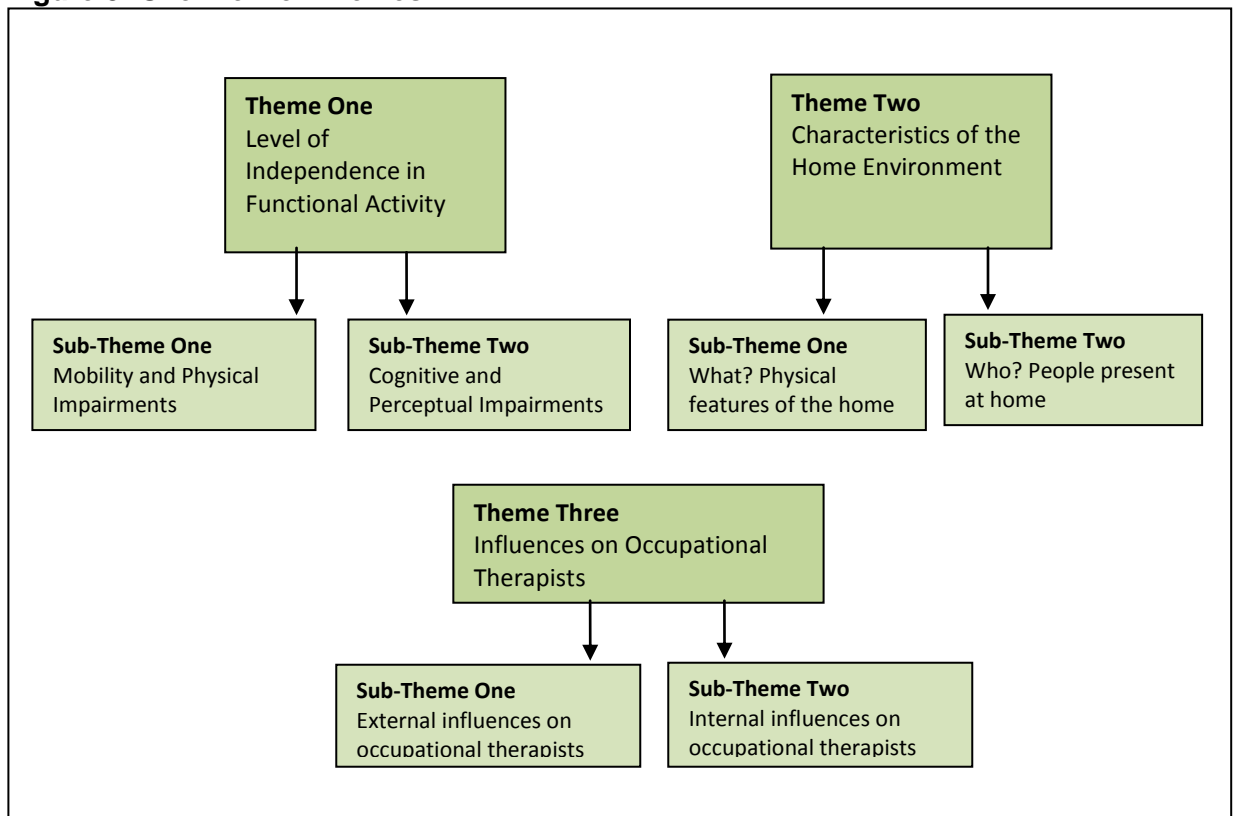 Theme One
Level of
Independence in
Functional Activity
Theme Two
Characteristics of the
Home Environment
Sub-Theme One
Mobility and Physical
Impairments
Sub-Theme Two
Cognitive and
Perceptual Impairments
Sub-Theme One
What? Physical
features of the home
Sub-Theme Two
Who? People present
at home
Theme Three
Influences on Occupational
Therapists
Sub-Theme One
External influences on
occupational therapists
Sub-Theme Two
Internal influences on
occupational therapists